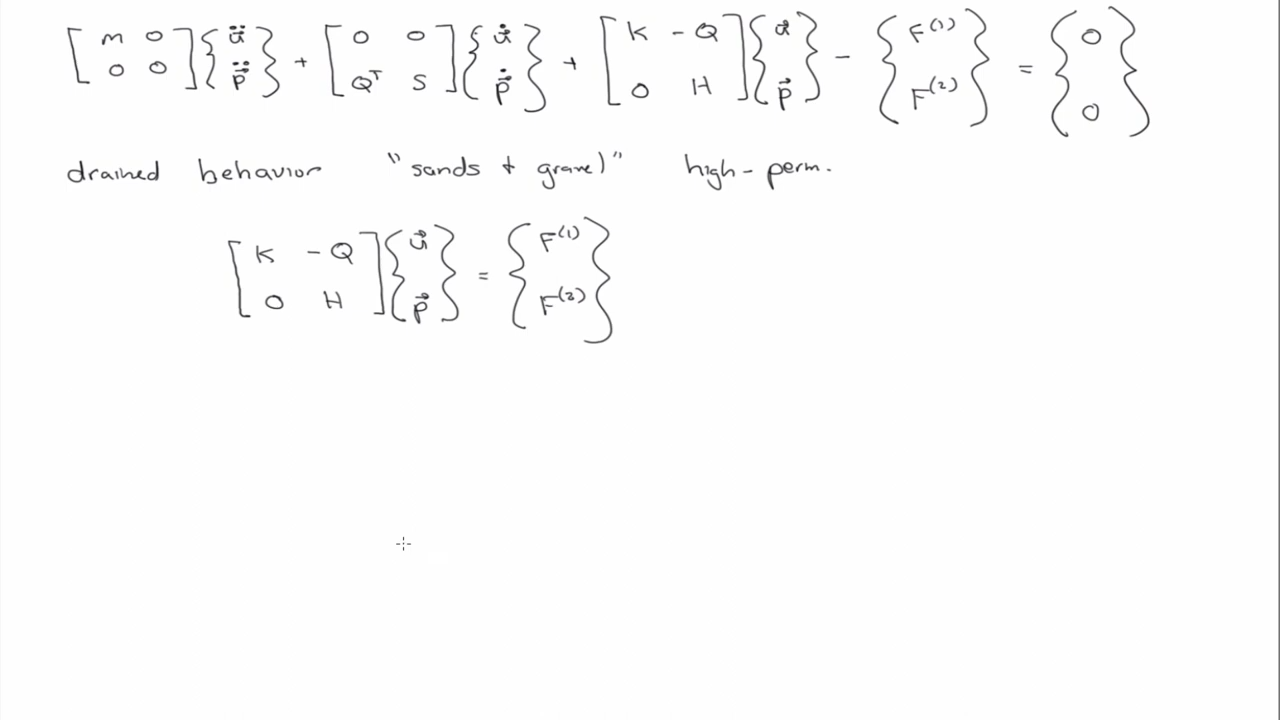 [ M 0 ; 0 0 ] { ü⃗ ; p̈⃗ } + [ 0 0 ; Qᵀ S ] { u̇⃗ ; ṗ⃗ } + [ K -Q ; 0 H ] { u⃗ ; p⃗ } - { F⁽¹⁾ ; F⁽²⁾ } = { 0 ; 0 }
drained behavior "sands + gravel" high-perm.
[ K -Q ; 0 H ] { u⃗ ; p⃗ } = { F⁽¹⁾ ; F⁽²⁾ }